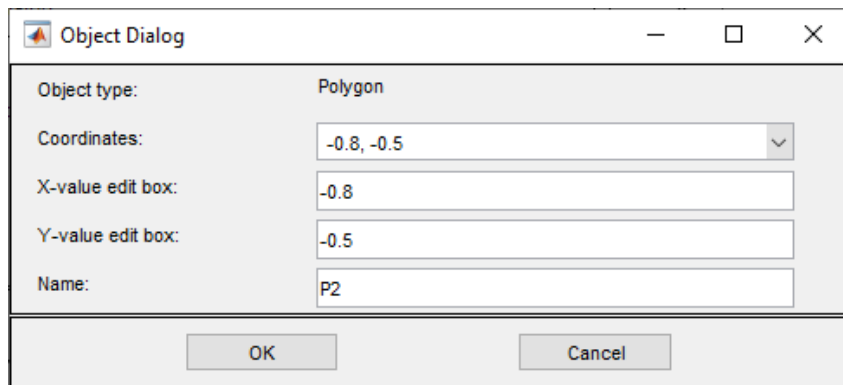 Object Dialog
Object type: Polygon
Coordinates: -0.8, -0.5
X-value edit box: -0.8
Y-value edit box: -0.5
Name: P2
OK Cancel